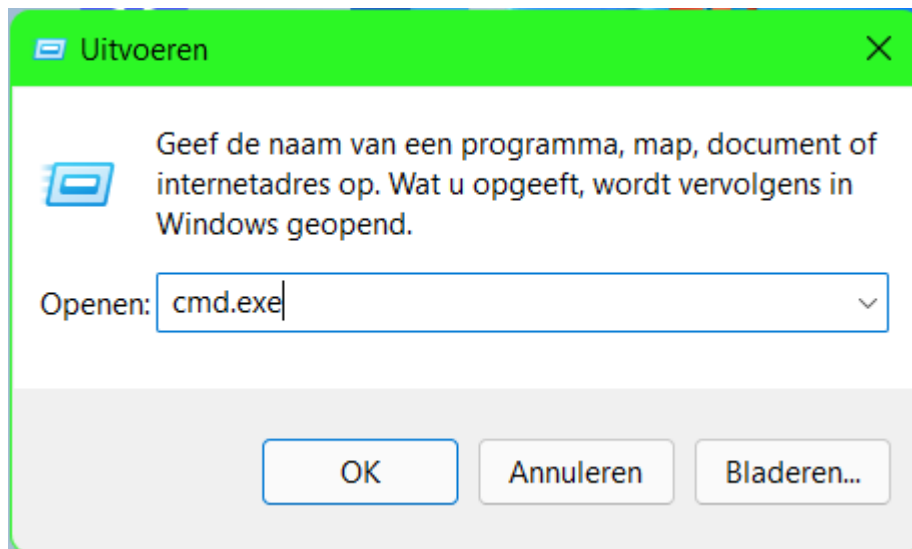 Uitvoeren
Geef de naam van een programma, map, document of
internetadres op. Wat u opgeeft, wordt vervolgens in
Windows geopend.
Openen: cmd.exe
OK Annuleren Bladeren...